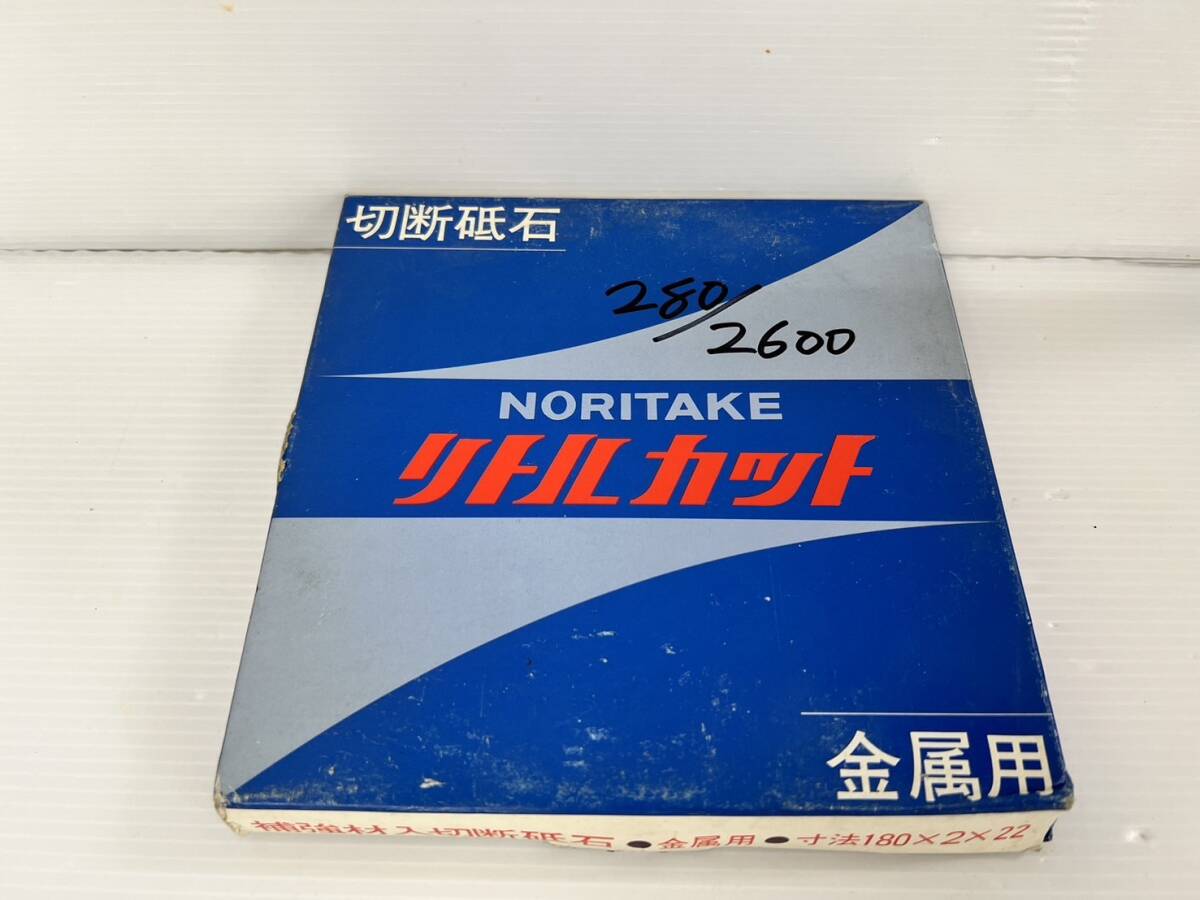 切断砥石
280/2600
NORITAKE
リトルカット
金属用
補強材入切断砥石●金属用●寸法180×2×22